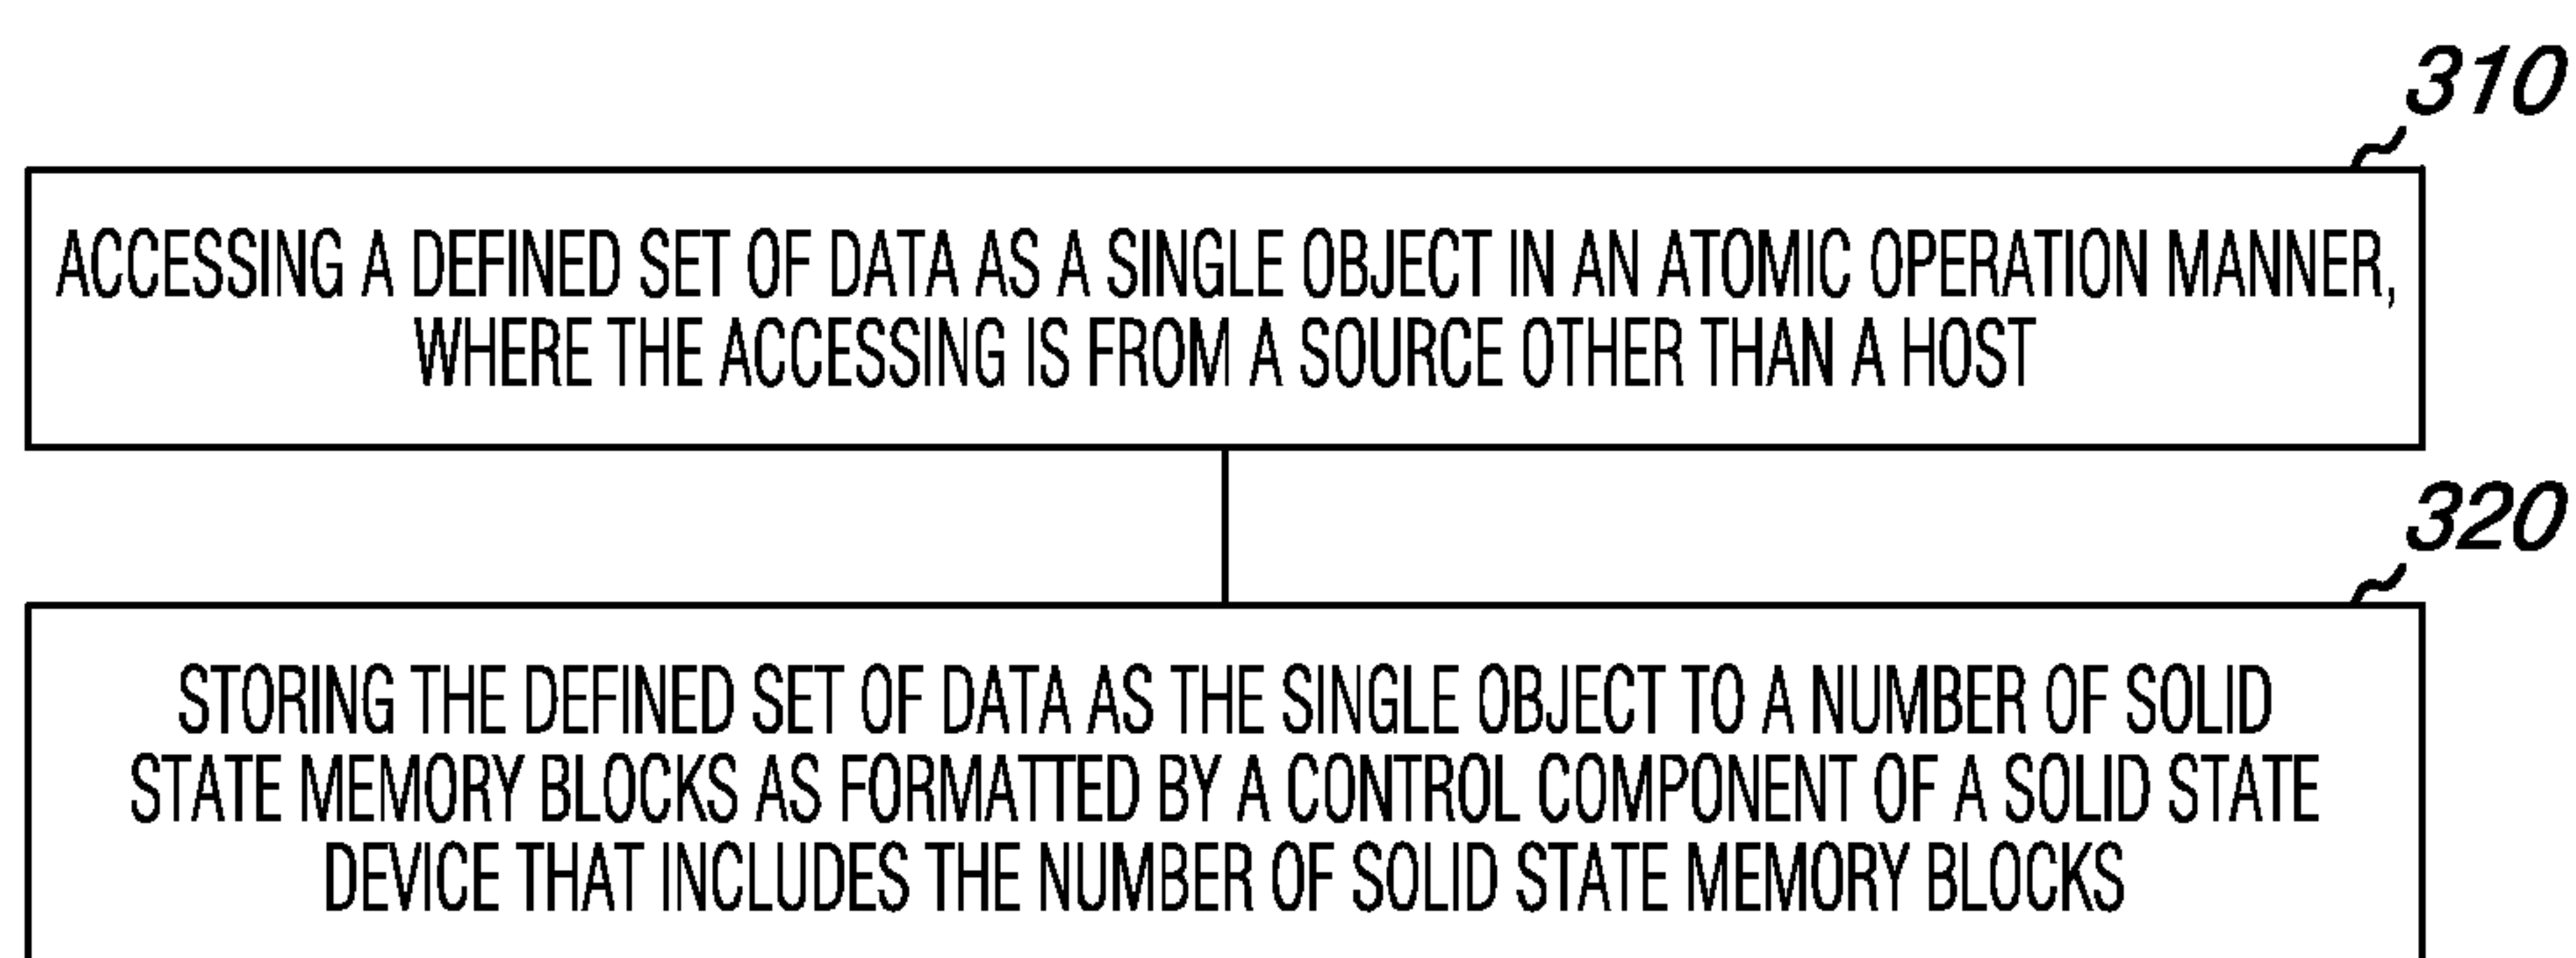 310
ACCESSING A DEFINED SET OF DATA AS A SINGLE OBJECT IN AN ATOMIC OPERATION MANNER,
WHERE THE ACCESSING IS FROM A SOURCE OTHER THAN A HOST
320
STORING THE DEFINED SET OF DATA AS THE SINGLE OBJECT TO A NUMBER OF SOLID
STATE MEMORY BLOCKS AS FORMATTED BY A CONTROL COMPONENT OF A SOLID STATE
DEVICE THAT INCLUDES THE NUMBER OF SOLID STATE MEMORY BLOCKS